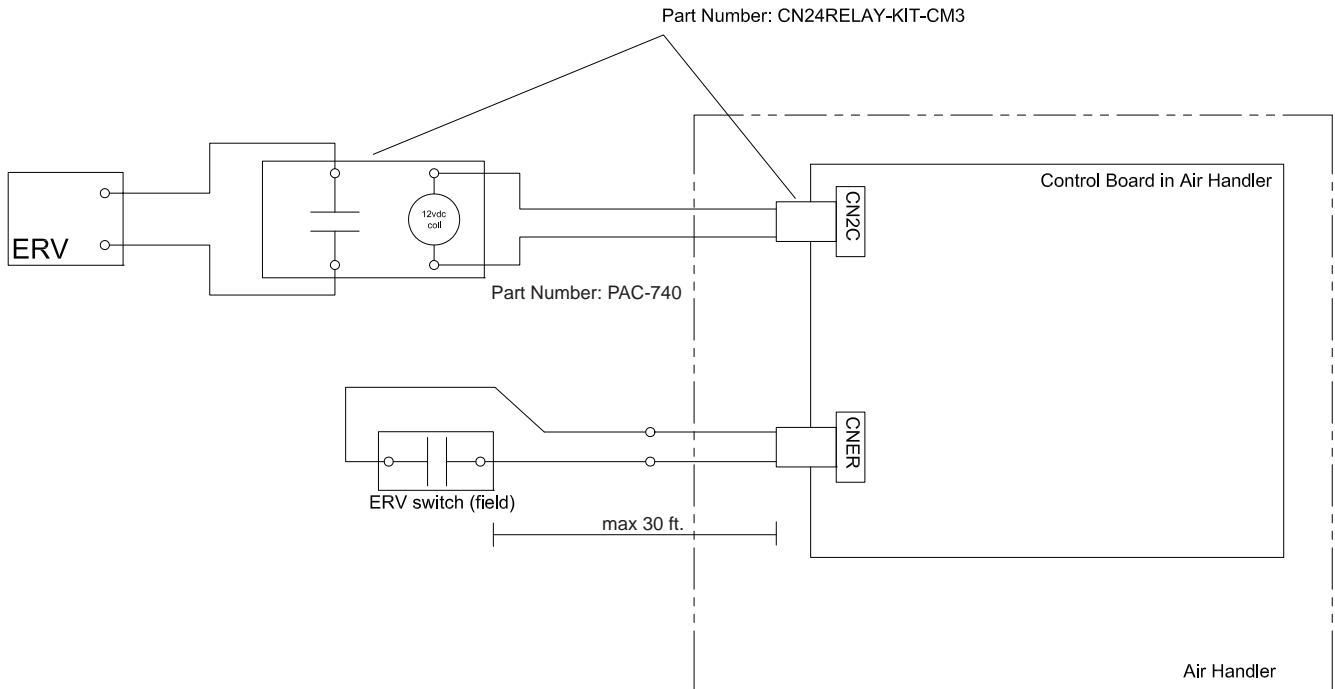 Part Number: CN24RELAY-KIT-CM3
Control Board in Air Handler
CN2C
12vdc
coil
ERV
Part Number: PAC-740
CNER
ERV switch (field)
max 30 ft.
Air Handler